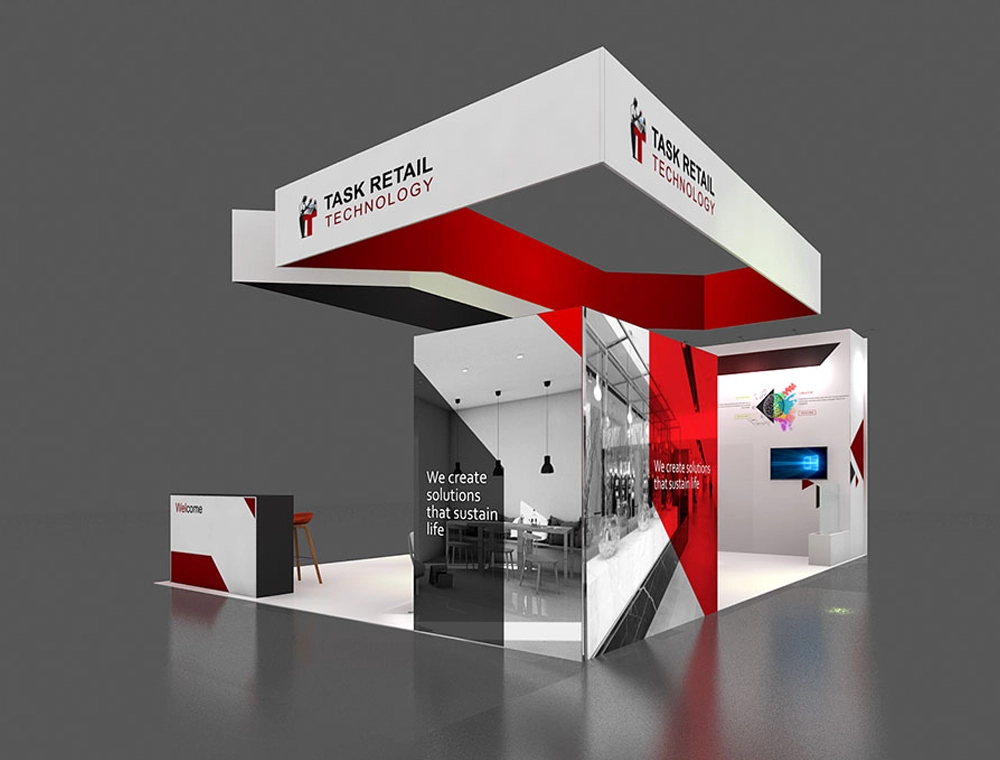 TASK RETAIL
TECHNOLOGY
TASK RETAIL
TECHNOLOGY
We create
solutions
that sustain
life
We create solutions
that sustain life
Welcome